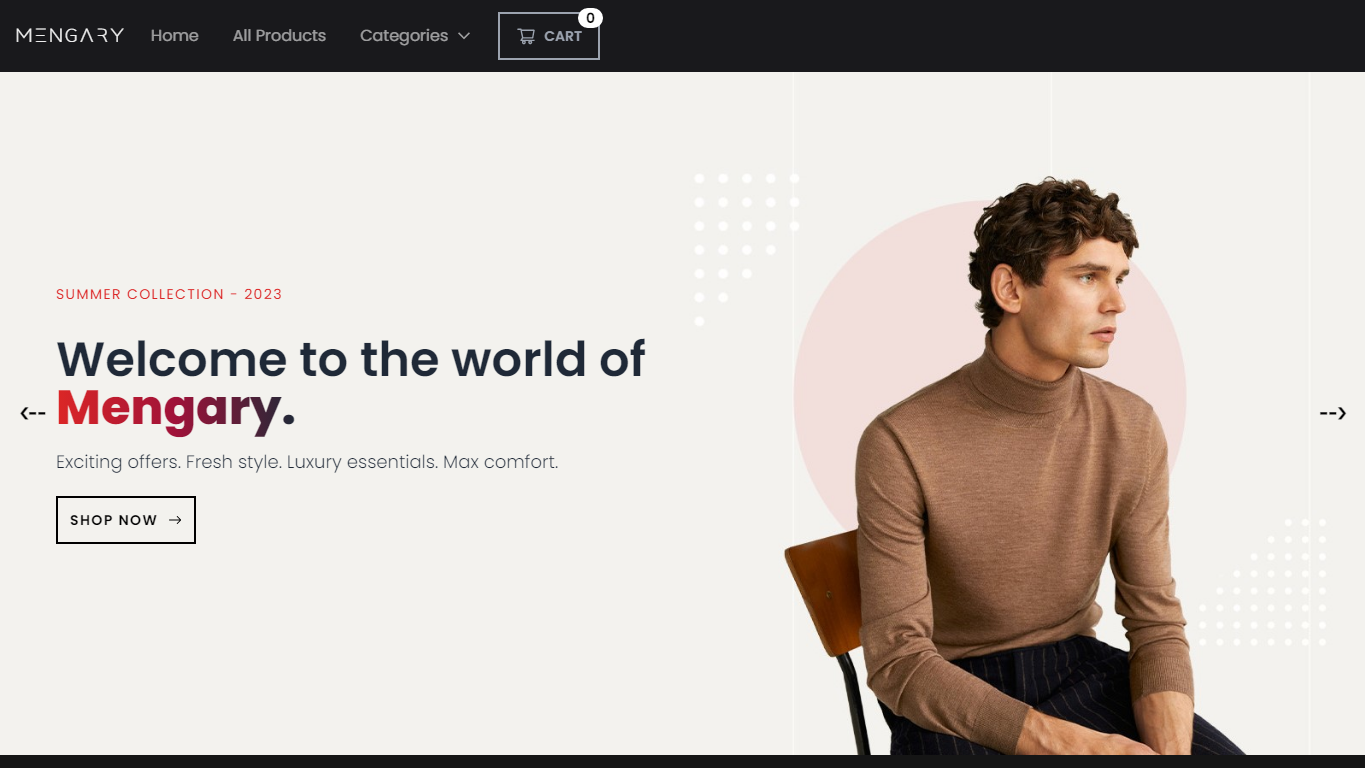 MENGARY
Home
All Products
Categories
CART
0
SUMMER COLLECTION - 2023
Welcome to the world of
Mengary.
Exciting offers. Fresh style. Luxury essentials. Max comfort.
SHOP NOW